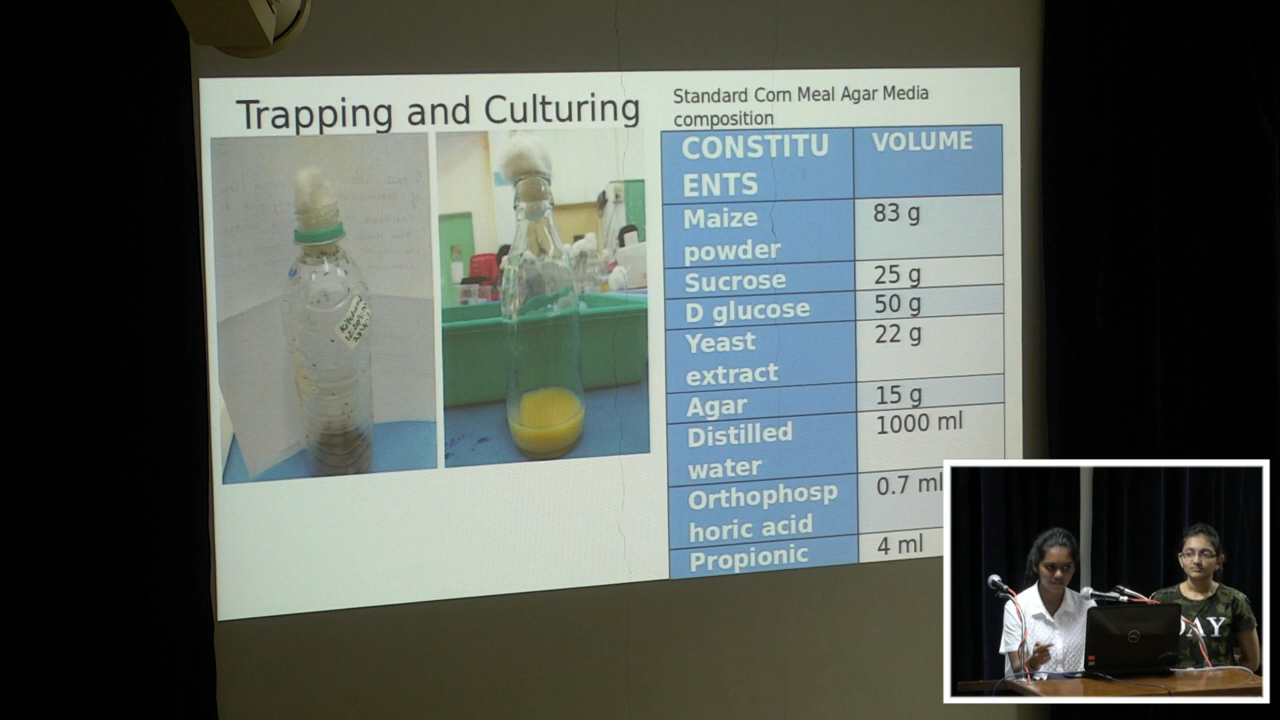 Trapping and Culturing
Standard Corn Meal Agar Media
composition
CONSTITU
ENTS
VOLUME
Maize
powder
83 g
Sucrose
25 g
D glucose
50 g
Yeast
extract
22 g
Agar
15 g
Distilled
water
1000 ml
Orthophosp
horic acid
0.7 ml
Propionic
4 ml
DAY